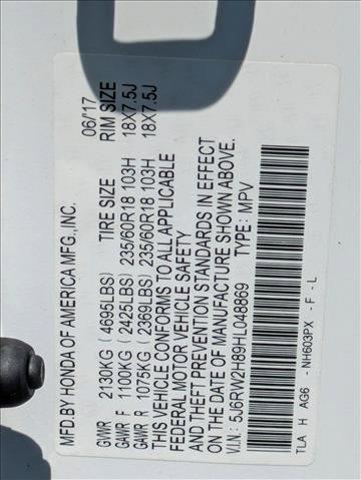 MFD.BY HONDA OF AMERICA MFG.,INC. 06/17
GVWR 2130KG ( 4695LBS) TIRE SIZE RIM SIZE
GAWR F 1100KG ( 2425LBS) 235/60R18 103H 18X7.5J
GAWR R 1075KG ( 2369LBS) 235/60R18 103H 18X7.5J
THIS VEHICLE CONFORMS TO ALL APPLICABLE
FEDERAL MOTOR VEHICLE SAFETY
AND THEFT PREVENTION STANDARDS IN EFFECT
ON THE DATE OF MANUFACTURE SHOWN ABOVE.
V.I.N: 5J6RW2H89HL048869 TYPE: MPV
TLA H AG6 NH603PX - F - L